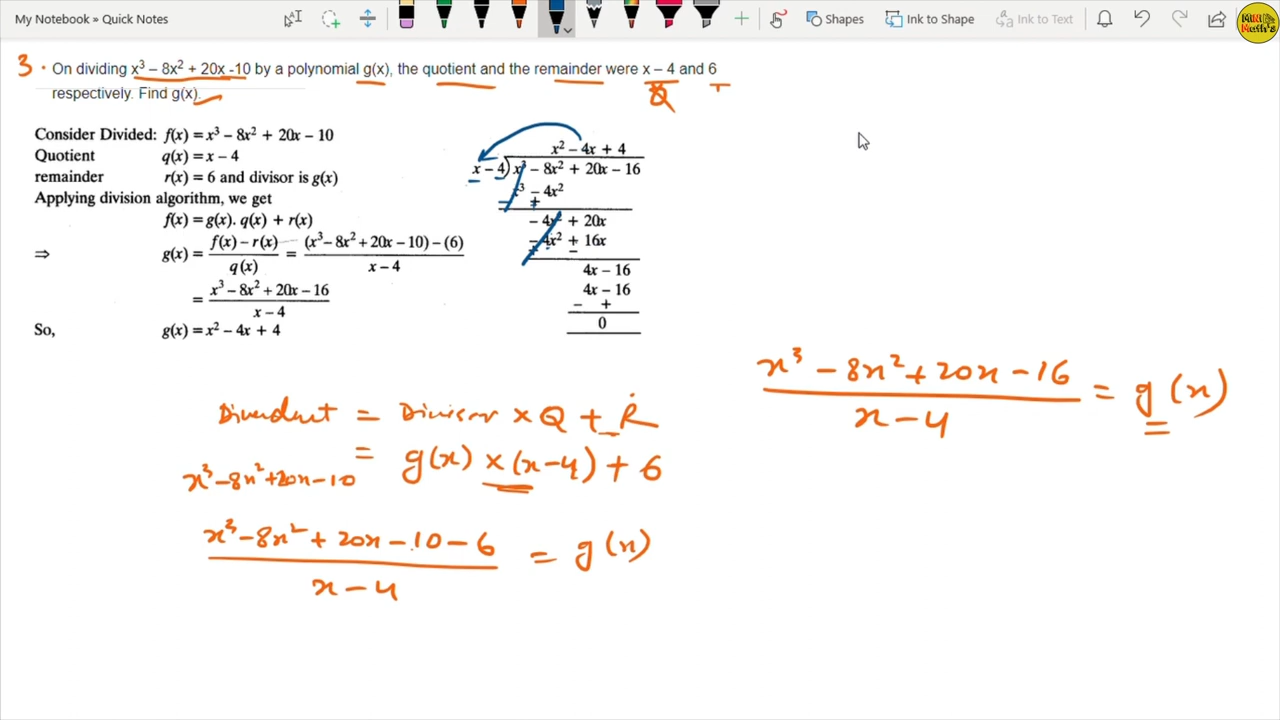 My Notebook » Quick Notes
Shapes
Ink to Shape
Ink to Text
MKR Math's
3. On dividing x³ – 8x² + 20x -10 by a polynomial g(x), the quotient and the remainder were x – 4 and 6
respectively. Find g(x).
Q
r
Consider Divided: f(x) = x³ – 8x² + 20x – 10
Quotient q(x) = x – 4
remainder r(x) = 6 and divisor is g(x)
Applying division algorithm, we get
f(x) = g(x). q(x) + r(x)
⇒ g(x) = f(x) – r(x) / q(x) = (x³ – 8x² + 20x – 10) – (6) / x – 4
= x³ – 8x² + 20x – 16 / x – 4
So, g(x) = x² – 4x + 4
x² – 4x + 4
x – 4) x³ – 8x² + 20x – 16
x³ – 4x²
– +
– 4x² + 20x
– 4x² + 16x
+ –
4x – 16
4x – 16
– +
0
= Divisor × Q + R
x³–8x²+20x–10 = g(x) × (x–4) + 6
x³–8x²+20x–10–6 / x–4 = g(x)
x³ – 8x² + 20x – 16 / x – 4 = g(x)